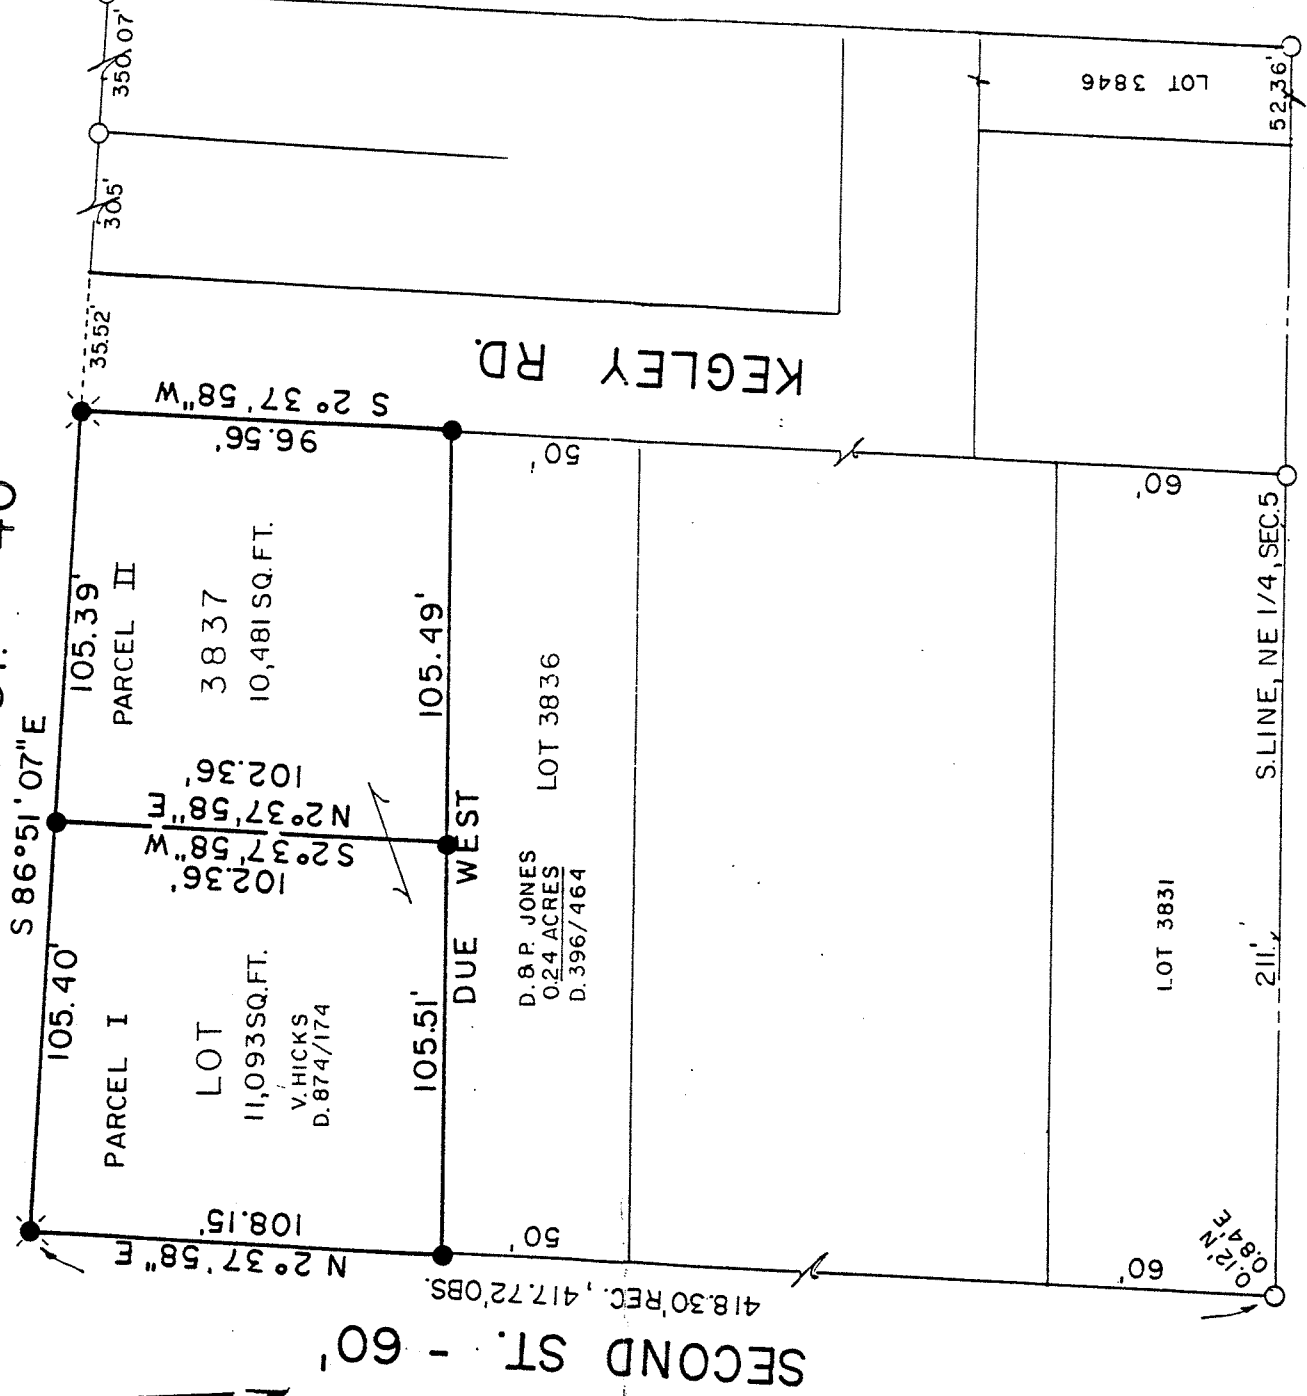 350.07'
30.5'
35.52'
LOT 3846
52.36'
KEGLEY RD.
S 2° 37' 58" W
96.56'
50'
60'
S 86° 51' 07" E
40
105.39'
PARCEL II
3837
10,481 SQ. FT.
105.49'
N 2° 37' 58" E
102.36'
S 2° 37' 58" W
102.36'
105.40'
PARCEL I
LOT
11,093 SQ. FT.
V. HICKS
D. 874/174
105.51'
DUE WEST
LOT 3836
D. & P. JONES
0.24 ACRES
D. 396/464
N 2° 37' 58" E
108.15'
50'
60'
LOT 3831
S. LINE, NE 1/4, SEC. 5
211.'
0.12' N
0.84' E
418.30' REC., 417.72' OBS.
SECOND ST. - 60'